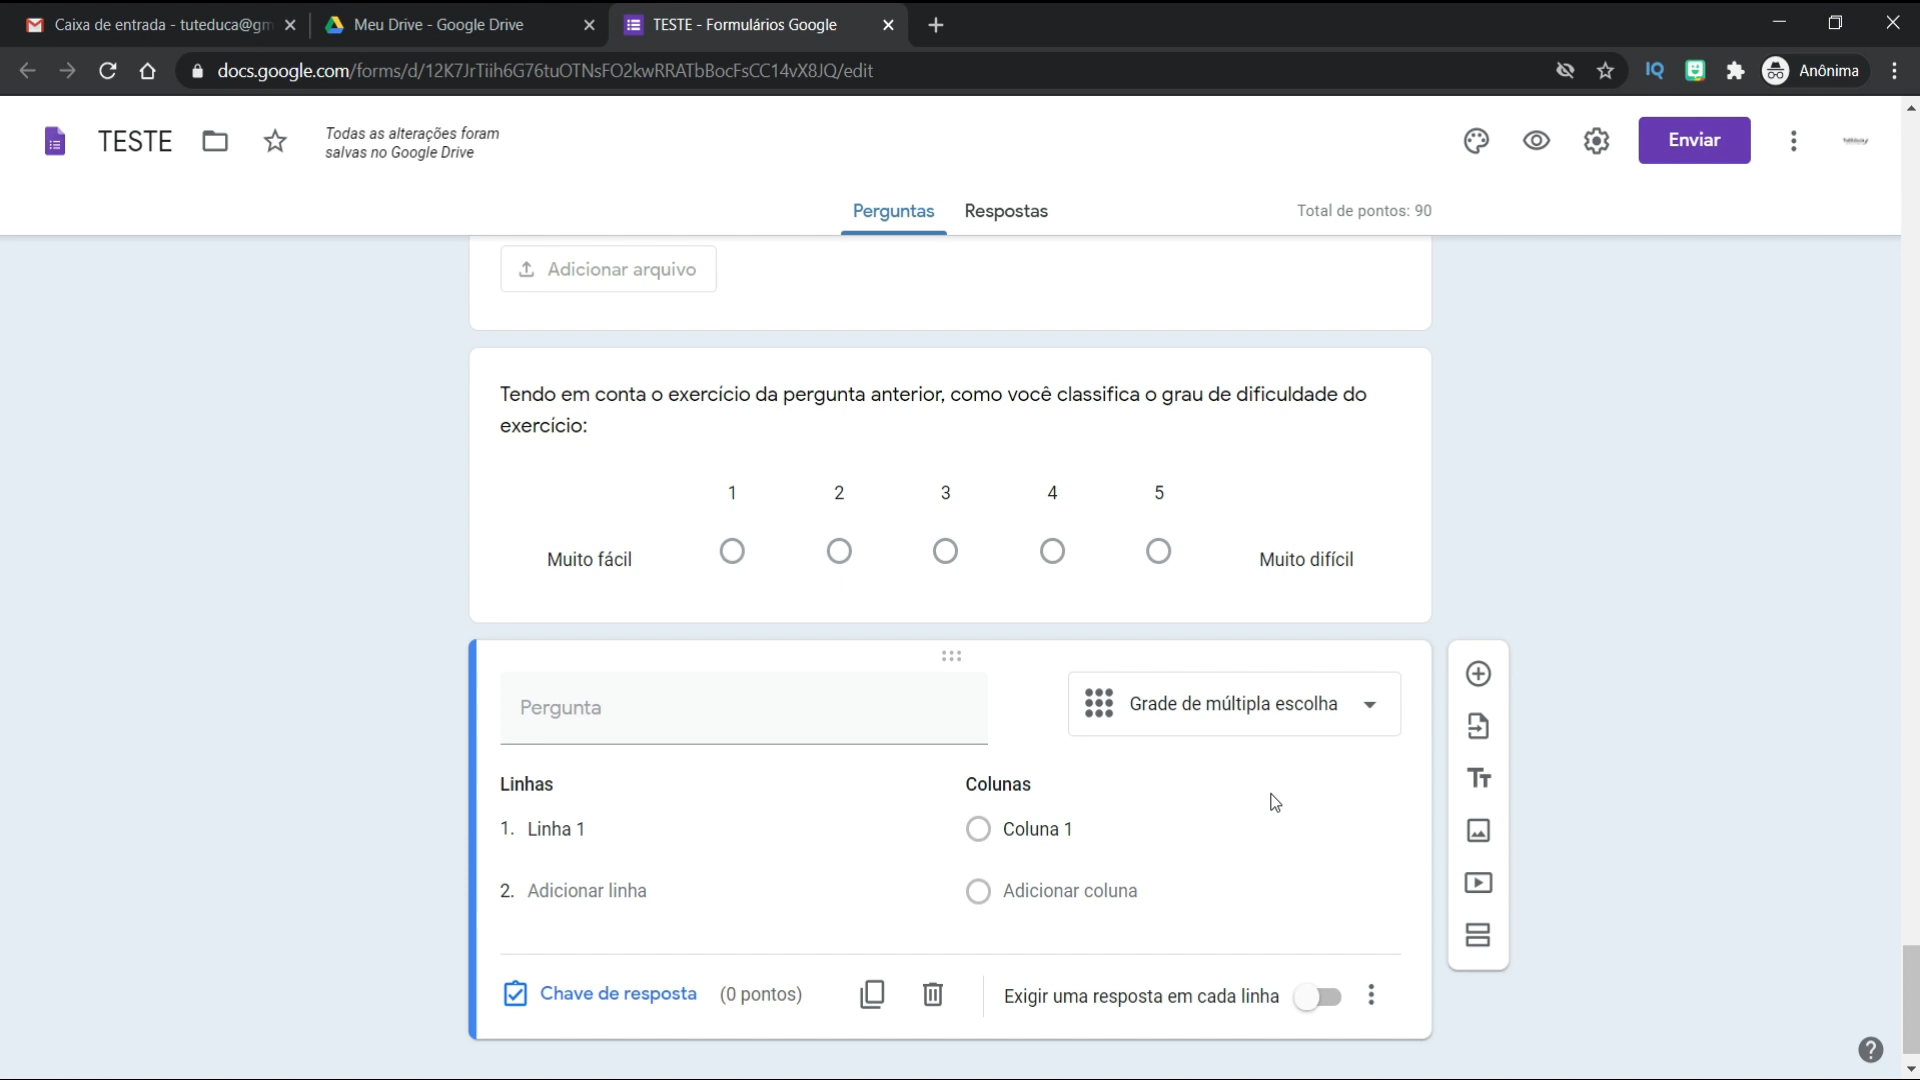 Caixa de entrada - tuteduca@gm
Meu Drive - Google Drive
TESTE - Formulários Google
docs.google.com/forms/d/12K7JrTiih6G76tuOTNsFO2kwRRATbBocFsCC14vX8JQ/edit
IQ
Anônima
TESTE
Todas as alterações foram
salvas no Google Drive
Enviar
Perguntas
Respostas
Total de pontos: 90
Adicionar arquivo
Tendo em conta o exercício da pergunta anterior, como você classifica o grau de dificuldade do
exercício:
1 2 3 4 5
Muito fácil
Muito difícil
Pergunta
Grade de múltipla escolha
Linhas
Colunas
1. Linha 1
Coluna 1
2. Adicionar linha
Adicionar coluna
Chave de resposta (0 pontos)
Exigir uma resposta em cada linha